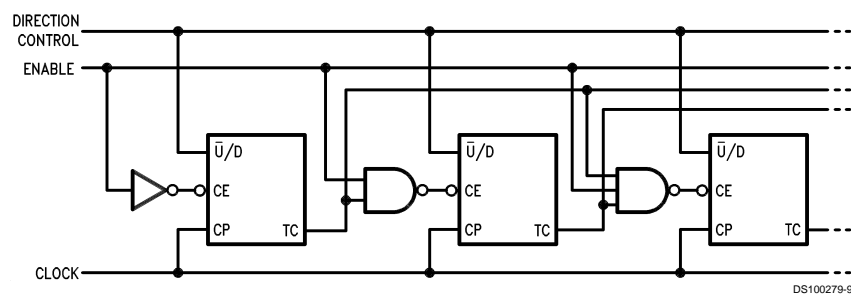 DIRECTION
CONTROL
ENABLE
Ū/D
Ū/D
Ū/D
CE
CE
CE
CP
TC
CP
TC
CP
TC
CLOCK
DS100279-9